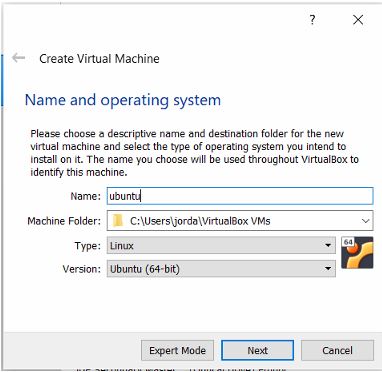 ?
Create Virtual Machine
Name and operating system
Please choose a descriptive name and destination folder for the new
virtual machine and select the type of operating system you intend to
install on it. The name you choose will be used throughout VirtualBox to
identify this machine.
Name: ubuntu
Machine Folder: C:\Users\jorda\VirtualBox VMs
Type: Linux
64
Version: Ubuntu (64-bit)
Expert Mode Next Cancel